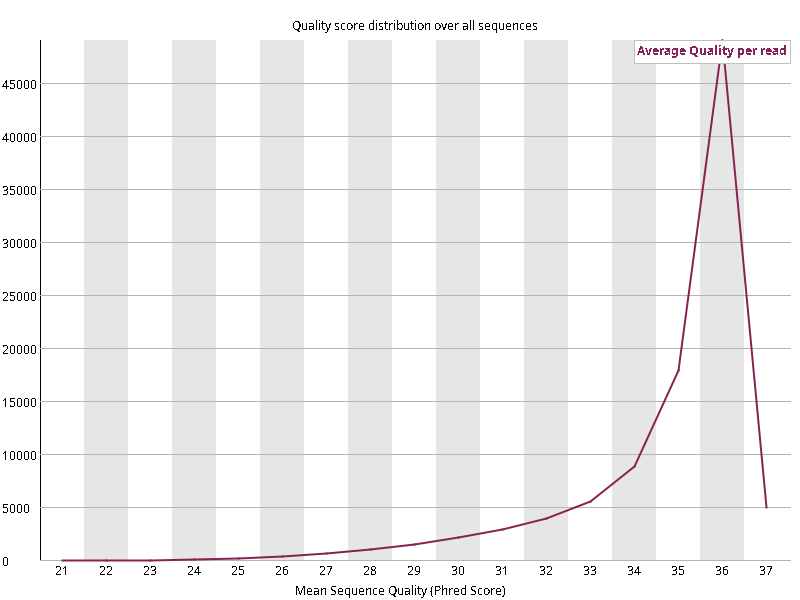 Quality score distribution over all sequences
Average Quality per read
45000
40000
35000
30000
25000
20000
15000
10000
5000
0
21 22 23 24 25 26 27 28 29 30 31 32 33 34 35 36 37
Mean Sequence Quality (Phred Score)